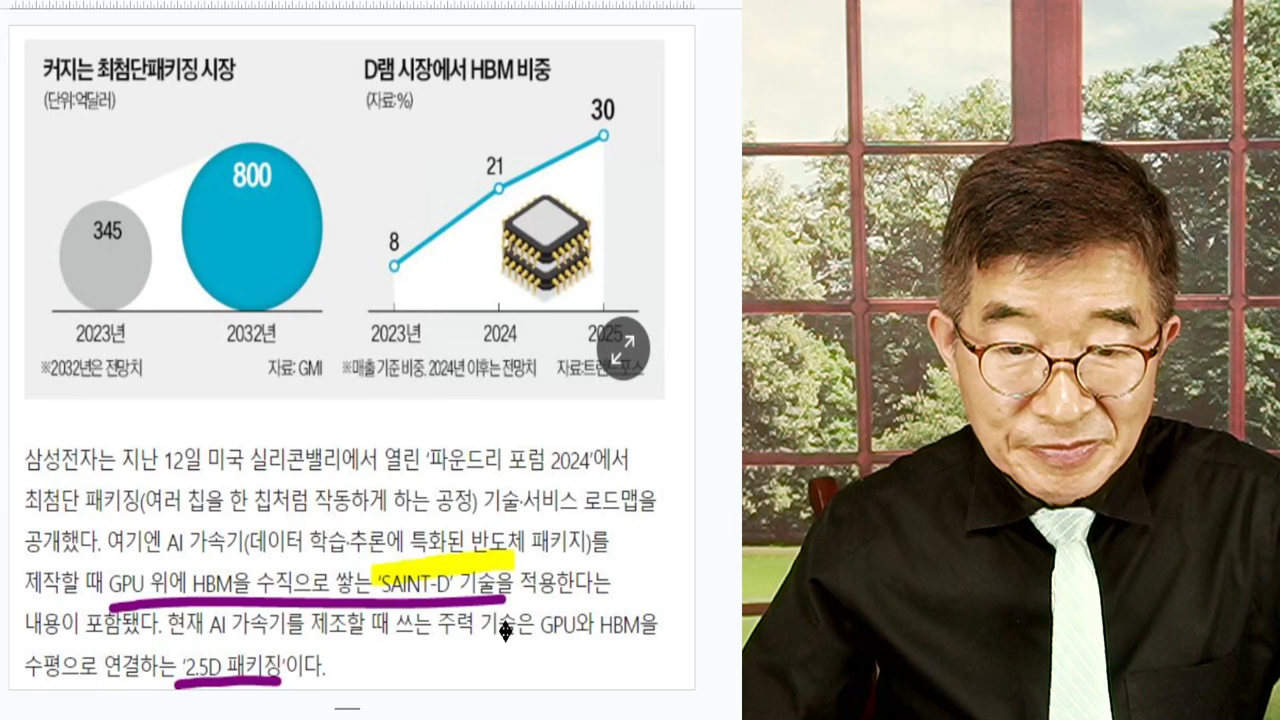 커지는 최첨단패키징 시장
(단위:억달러)
345
800
2023년
2032년
※2032년은 전망치
자료: GMI
D램 시장에서 HBM 비중
(자료:%)
8
21
30
2023년
2024
2025
※매출 기준 비중. 2024년 이후는 전망치
자료:트렌드포스
삼성전자는 지난 12일 미국 실리콘밸리에서 열린 '파운드리 포럼 2024'에서
최첨단 패키징(여러 칩을 한 칩처럼 작동하게 하는 공정) 기술·서비스 로드맵을
공개했다. 여기엔 AI 가속기(데이터 학습·추론에 특화된 반도체 패키지)를
제작할 때 GPU 위에 HBM을 수직으로 쌓는 'SAINT-D' 기술을 적용한다는
내용이 포함됐다. 현재 AI 가속기를 제조할 때 쓰는 주력 기술은 GPU와 HBM을
수평으로 연결하는 '2.5D 패키징'이다.